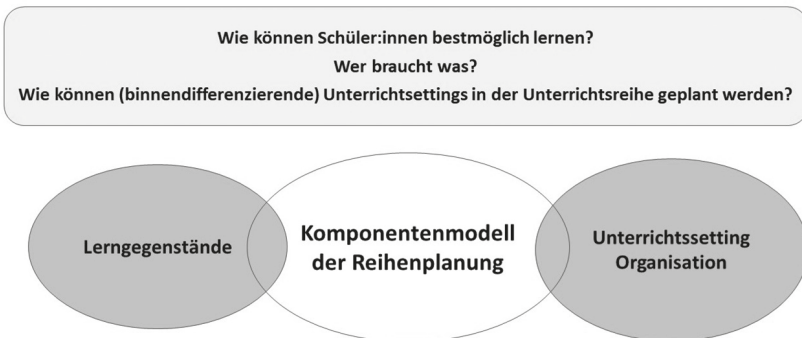 Wie können Schüler:innen bestmöglich lernen?
Wer braucht was?
Wie können (binnendifferenzierende) Unterrichtsettings in der Unterrichtsreihe geplant werden?
Lerngegenstände
Komponentenmodell
der Reihenplanung
Unterrichtssetting
Organisation